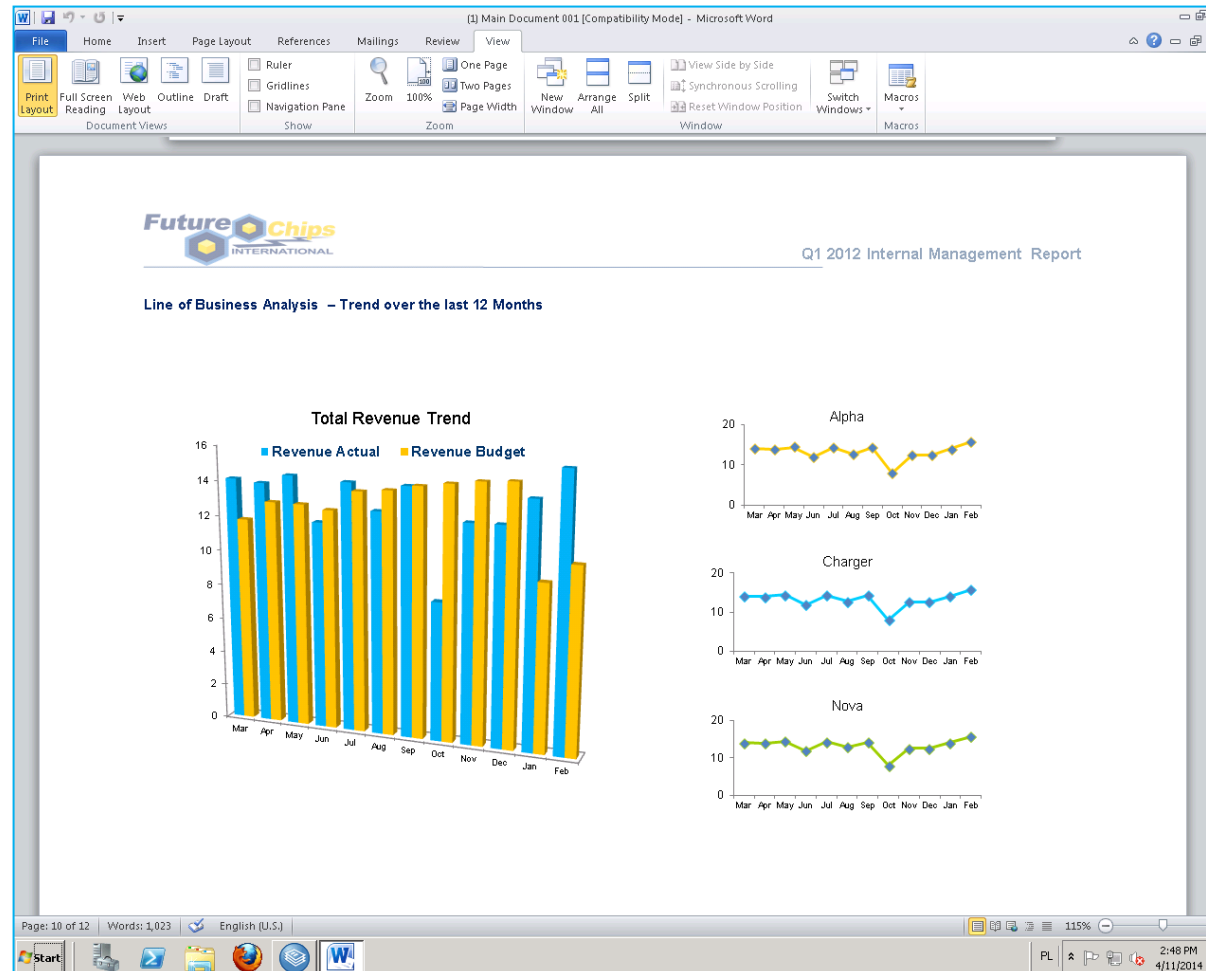 (1) Main Document 001 [Compatibility Mode] - Microsoft Word
File Home Insert Page Layout References Mailings Review View
Print Layout
Full Screen Reading
Web Layout
Outline
Draft
Document Views
Ruler
Gridlines
Navigation Pane
Show
Zoom
100%
One Page
Two Pages
Page Width
Zoom
New Window
Arrange All
Split
View Side by Side
Synchronous Scrolling
Reset Window Position
Switch Windows
Window
Macros
Macros
Future Chips
INTERNATIONAL
Q1 2012 Internal Management Report
Line of Business Analysis – Trend over the last 12 Months
Total Revenue Trend
Revenue Actual Revenue Budget
16
14
12
10
8
6
4
2
0
Mar Apr May Jun Jul Aug Sep Oct Nov Dec Jan Feb
Alpha
20
10
0
Mar Apr May Jun Jul Aug Sep Oct Nov Dec Jan Feb
Charger
20
10
0
Mar Apr May Jun Jul Aug Sep Oct Nov Dec Jan Feb
Nova
20
10
0
Mar Apr May Jun Jul Aug Sep Oct Nov Dec Jan Feb
Page: 10 of 12 Words: 1,023 English (U.S.) 115%
Start PL 2:48 PM
4/11/2014